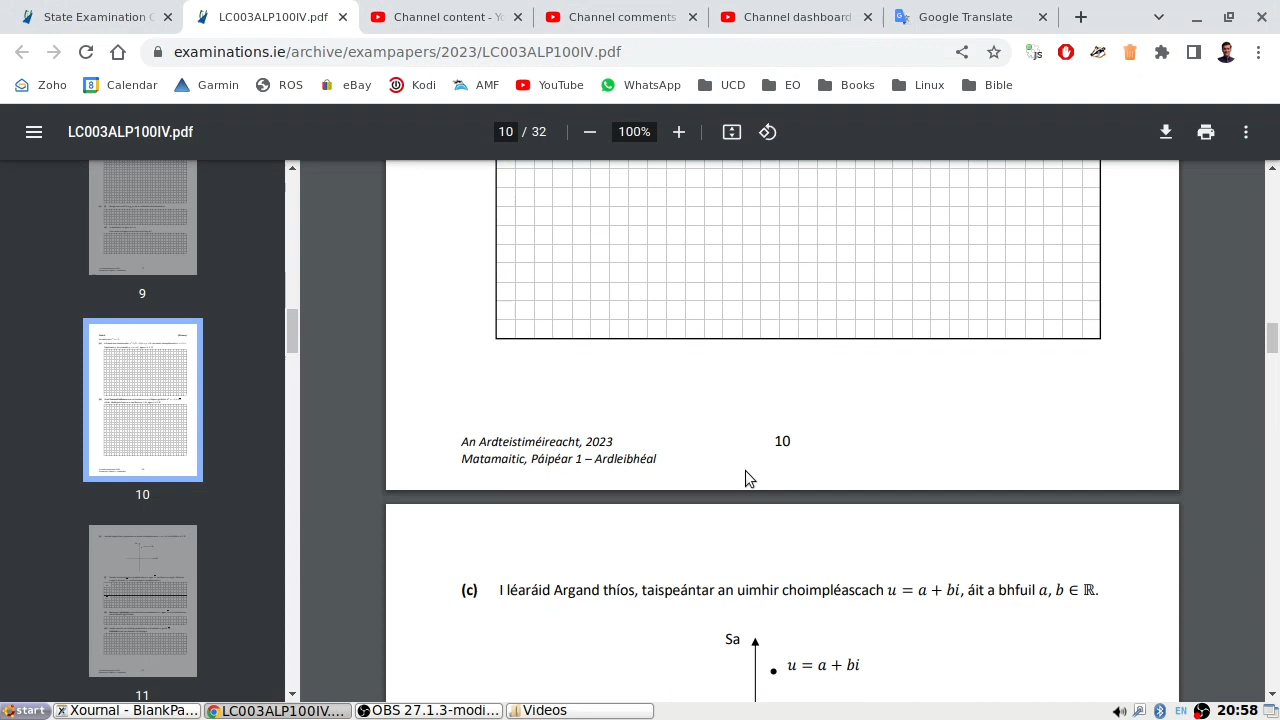 State Examination C
LC003ALP100IV.pdf
Channel content - Yo
Channel comments
Channel dashboard
Google Translate
examinations.ie/archive/exampapers/2023/LC003ALP100IV.pdf
JS
Zoho
8 Calendar
Garmin
ROS
eBay
Kodi
AMF
YouTube
WhatsApp
UCD
EO
Books
Linux
Bible
LC003ALP100IV.pdf
10 / 32
100%
9
10
11
An Ardteistiméireacht, 2023
Matamaitic, Páipéar 1 – Ardleibhéal
10
(c) I léaráid Argand thíos, taispeántar an uimhir choimpléascach u = a + bi, áit a bhfuil a, b ∈ ℝ.
Sa
u = a + bi
start
Xournal - BlankPa...
LC003ALP100IV....
OBS 27.1.3-modi...
Videos
EN
20:58